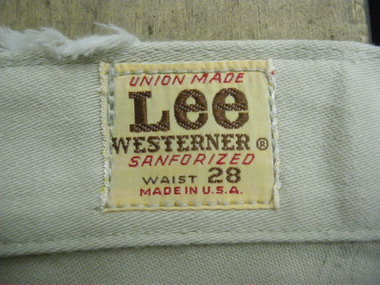 UNION MADE
Lee
WESTERNER ®
SANFORIZED
WAIST 28
MADE IN U.S.A.